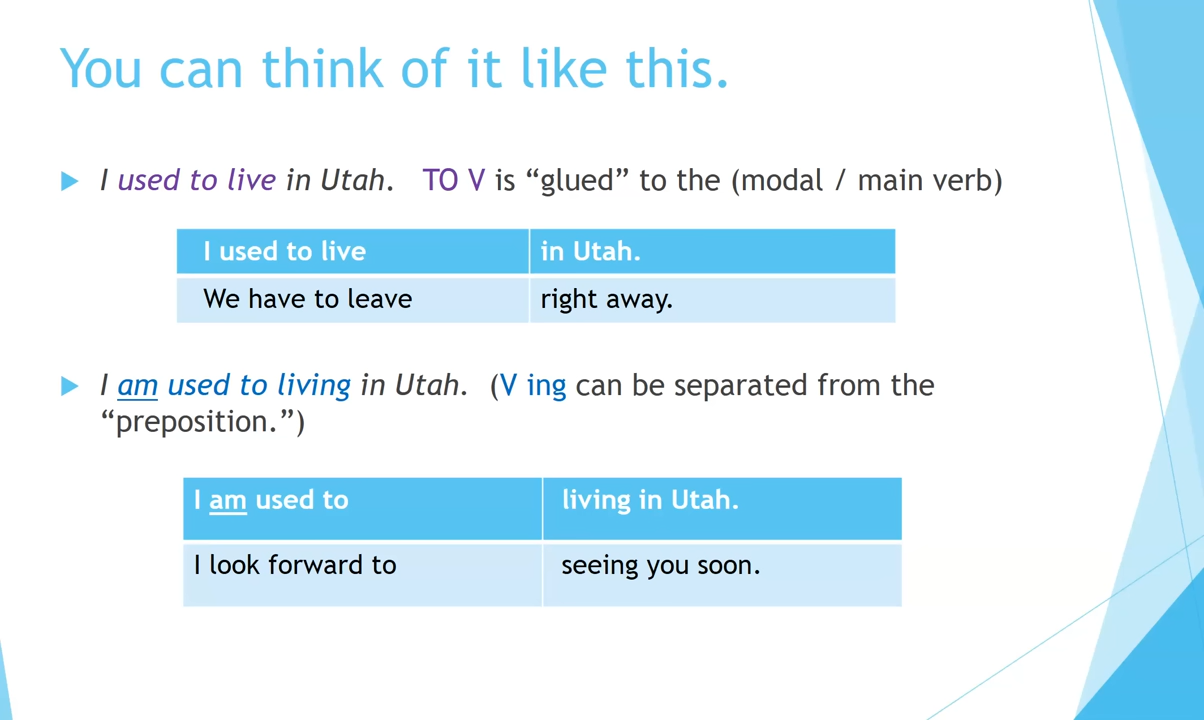 You can think of it like this.
I used to live in Utah. TO V is “glued” to the (modal / main verb)
I used to live in Utah.
We have to leave right away.
I am used to living in Utah. (V ing can be separated from the
“preposition.”)
I am used to living in Utah.
I look forward to seeing you soon.